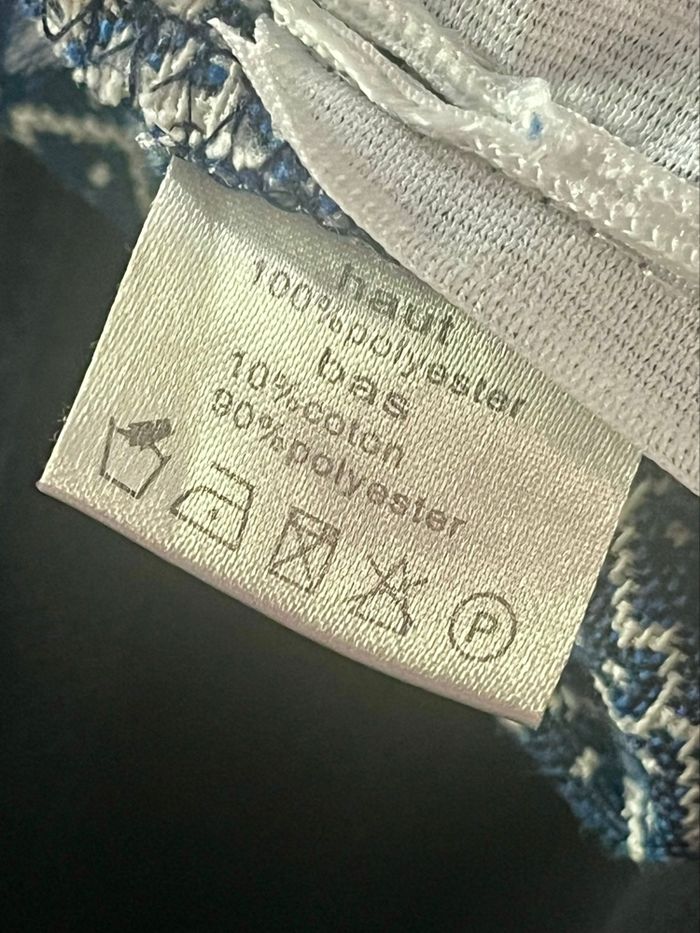 haut
100%polyester
bas
10%coton
90%polyester
P